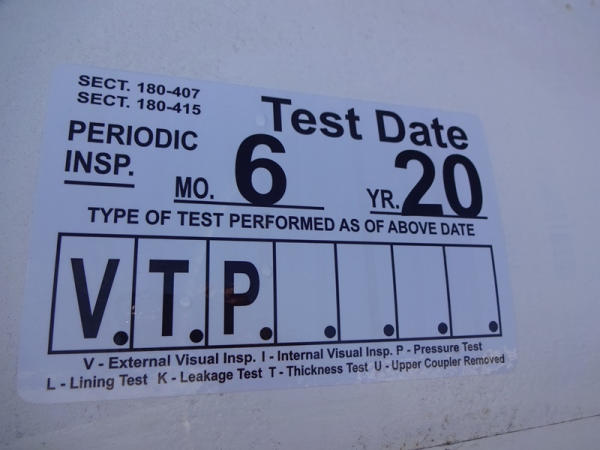 SECT. 180-407
SECT. 180-415
Test Date
PERIODIC
INSP.
MO. 6 YR. 20
TYPE OF TEST PERFORMED AS OF ABOVE DATE
V. T. P. . . . .
V - External Visual Insp. I - Internal Visual Insp. P - Pressure Test
L - Lining Test K - Leakage Test T - Thickness Test U - Upper Coupler Removed